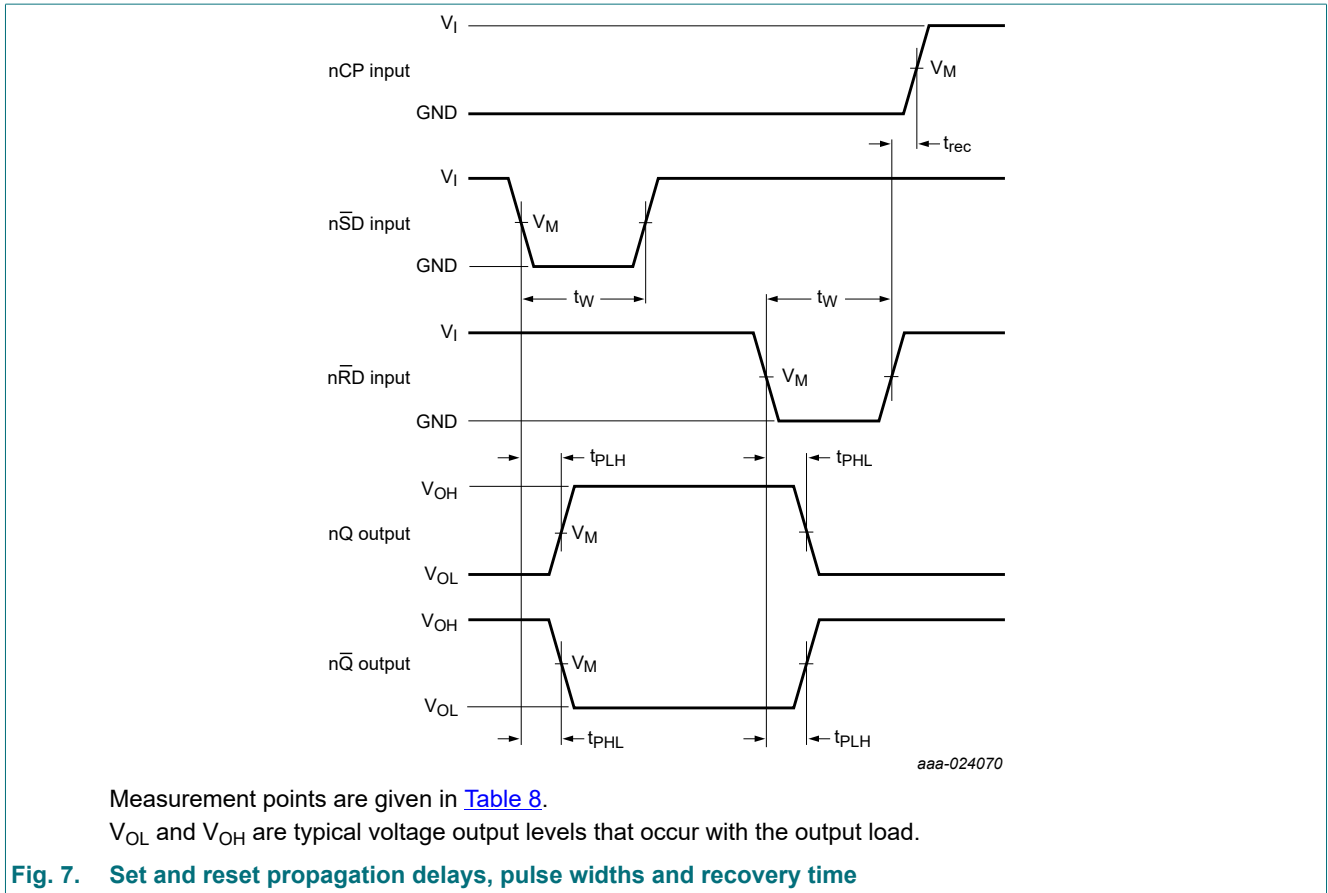 V_I
nCP input
V_M
GND
t_rec
V_I
nS̅D input
V_M
GND
t_W
t_W
V_I
nR̅D input
V_M
GND
t_PLH
t_PHL
V_OH
nQ output
V_M
V_OL
V_OH
nQ̅ output
V_M
V_OL
t_PHL
t_PLH
aaa-024070
Measurement points are given in Table 8.
V_OL and V_OH are typical voltage output levels that occur with the output load.
Fig. 7. Set and reset propagation delays, pulse widths and recovery time